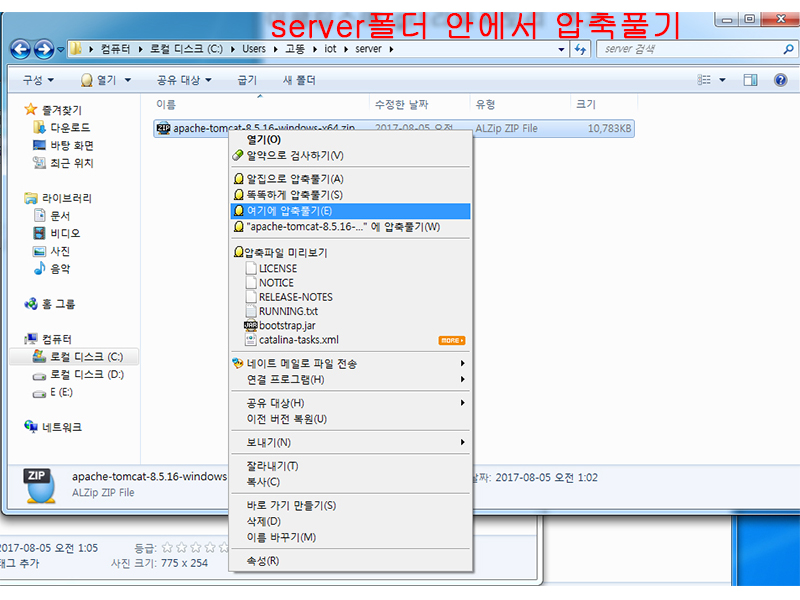 server폴더 안에서 압축풀기
컴퓨터 ▸ 로컬 디스크 (C:) ▸ Users ▸ 고똥 ▸ iot ▸ server ▸
server 검색
구성 열기 공유 대상 굽기 새 폴더
이름 수정한 날짜 유형 크기
apache-tomcat-8.5.16-windows-x64.zip 2017-08-05 오전 ALZip ZIP File 10,783KB
즐겨찾기
다운로드
바탕 화면
최근 위치
라이브러리
문서
비디오
사진
음악
홈 그룹
컴퓨터
로컬 디스크 (C:)
로컬 디스크 (D:)
E (E:)
네트워크
열기(O)
알약으로 검사하기(V)
알집으로 압축풀기(A)
똑똑하게 압축풀기(S)
여기에 압축풀기(E)
"apache-tomcat-8.5.16-..." 에 압축풀기(W)
압축파일 미리보기
LICENSE
NOTICE
RELEASE-NOTES
RUNNING.txt
bootstrap.jar
catalina-tasks.xml
MORE
네이트 메일로 파일 전송
연결 프로그램(H)
공유 대상(H)
이전 버전 복원(U)
보내기(N)
잘라내기(T)
복사(C)
바로 가기 만들기(S)
삭제(D)
이름 바꾸기(M)
속성(R)
ZIP
apache-tomcat-8.5.16-windows
ALZip ZIP File
날짜: 2017-08-05 오전 1:02
2017-08-05 오전 1:05 등급:
태그 추가 사진 크기: 775 x 254